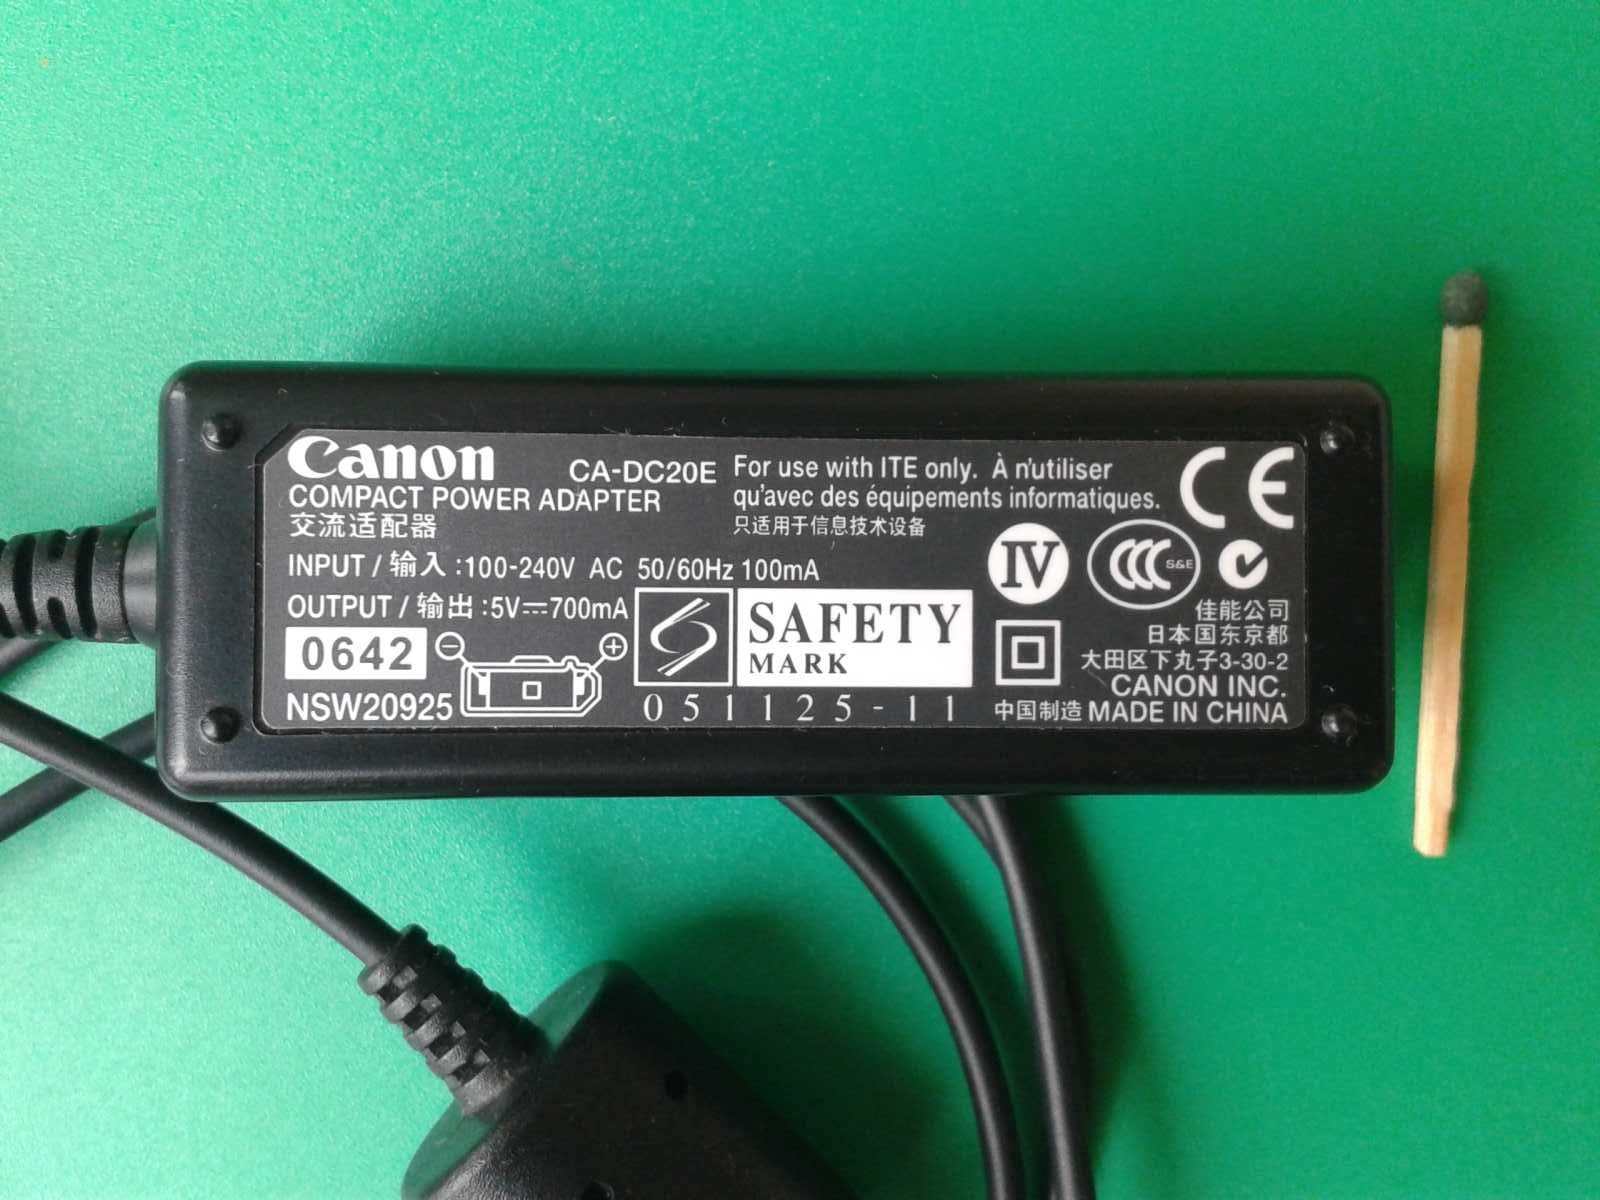 Canon
CA-DC20E
COMPACT POWER ADAPTER
交流适配器
For use with ITE only. À n'utiliser
qu'avec des équipements informatiques.
只适用于信息技术设备
CE
INPUT / 输入 :100-240V AC 50/60Hz 100mA
OUTPUT / 输出 :5V⎓700mA
IV
CCC S&E
0642
NSW20925
SAFETY
MARK
051125-11
佳能公司
日本国东京都
大田区下丸子3-30-2
CANON INC.
中国制造 MADE IN CHINA